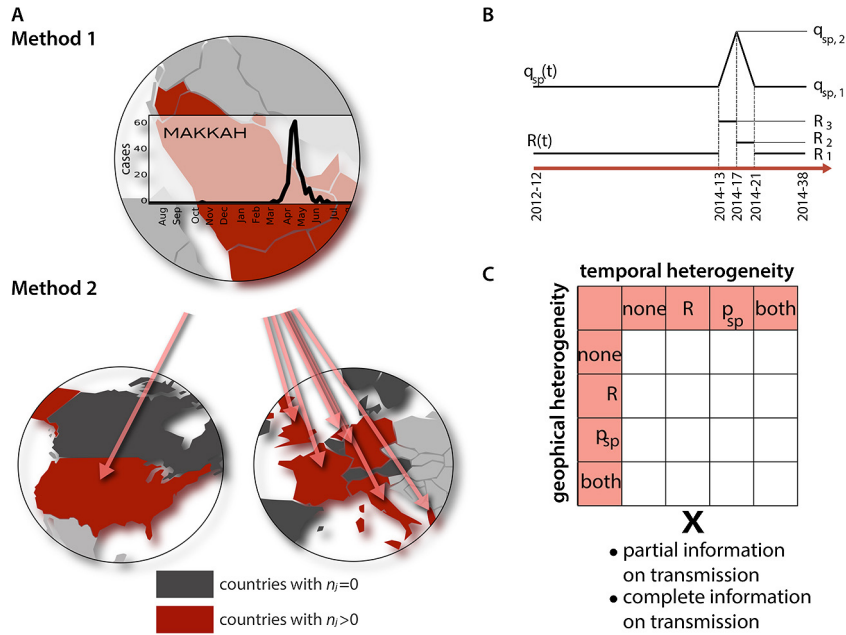 A
Method 1
MAKKAH
cases
60
40
20
0
Aug
Sep
Oct
Nov
Dec
Jan
Feb
Mar
Apr
May
Jun
Jul
Method 2
countries with nj=0
countries with nj>0
B
qsp,2
qsp(t)
qsp,1
R3
R2
R(t)
R1
2012-12
2014-13
2014-17
2014-21
2014-38
C
temporal heterogeneity
geophical heterogeneity
none R psp both
none
R
psp
both
X
• partial information
on transmission
• complete information
on transmission